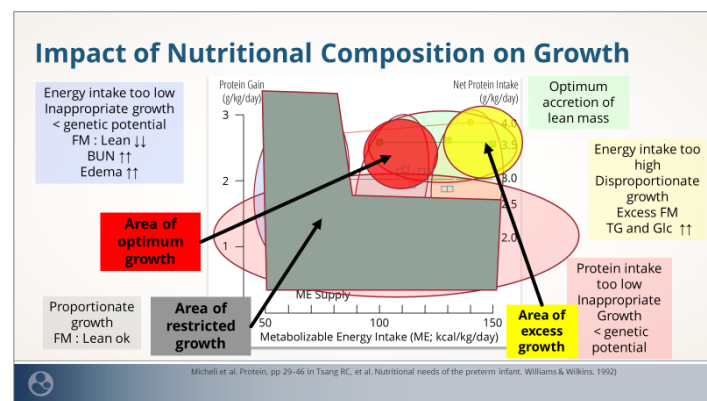 Impact of Nutritional Composition on Growth
Energy intake too low
Inappropriate growth
< genetic potential
FM : Lean ↓↓
BUN ↑↑
Edema ↑↑
Protein Gain
(g/kg/day)
Net Protein Intake
(g/kg/day)
Optimum
accretion of
lean mass
3
2
1
4.0
3.5
3.0
2.5
2.0
Energy intake too
high
Disproportionate
growth
Excess FM
TG and Glc ↑↑
Area of
optimum
growth
Protein intake
too low
Inappropriate
Growth
< genetic
potential
Proportionate
growth
FM : Lean ok
Area of
restricted
growth
ME Supply
Area of
excess
growth
50
100
150
Metabolizable Energy Intake (ME; kcal/kg/day)
Micheli et al. Protein, pp 29–46 in Tsang RC, et al. Nutritional needs of the preterm infant. Williams & Wilkins. 1992)